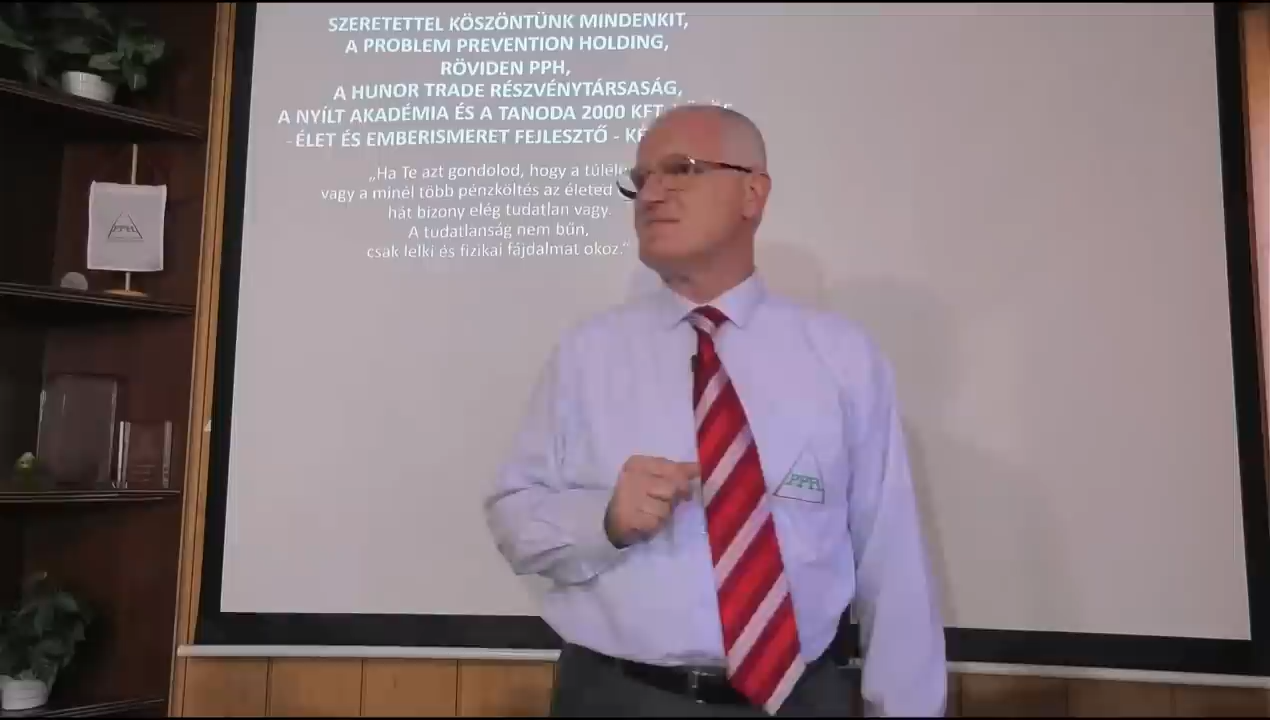 SZERETETTEL KÖSZÖNTÜNK MINDENKIT,
A PROBLEM PREVENTION HOLDING,
RÖVIDEN PPH,
A HUNOR TRADE RÉSZVÉNYTÁRSASÁG,
A NYÍLT AKADÉMIA ÉS A TANODA 2000 KFT
- ÉLET ÉS EMBERISMERET FEJLESZTŐ -
„Ha Te azt gondolod, hogy a
vagy a minél több pénzköltés az életed
hát bizony elég tudatlan vagy.
A tudatlanság nem bűn,
csak lelki és fizikai fájdalmat okoz.”
PPH
PPH